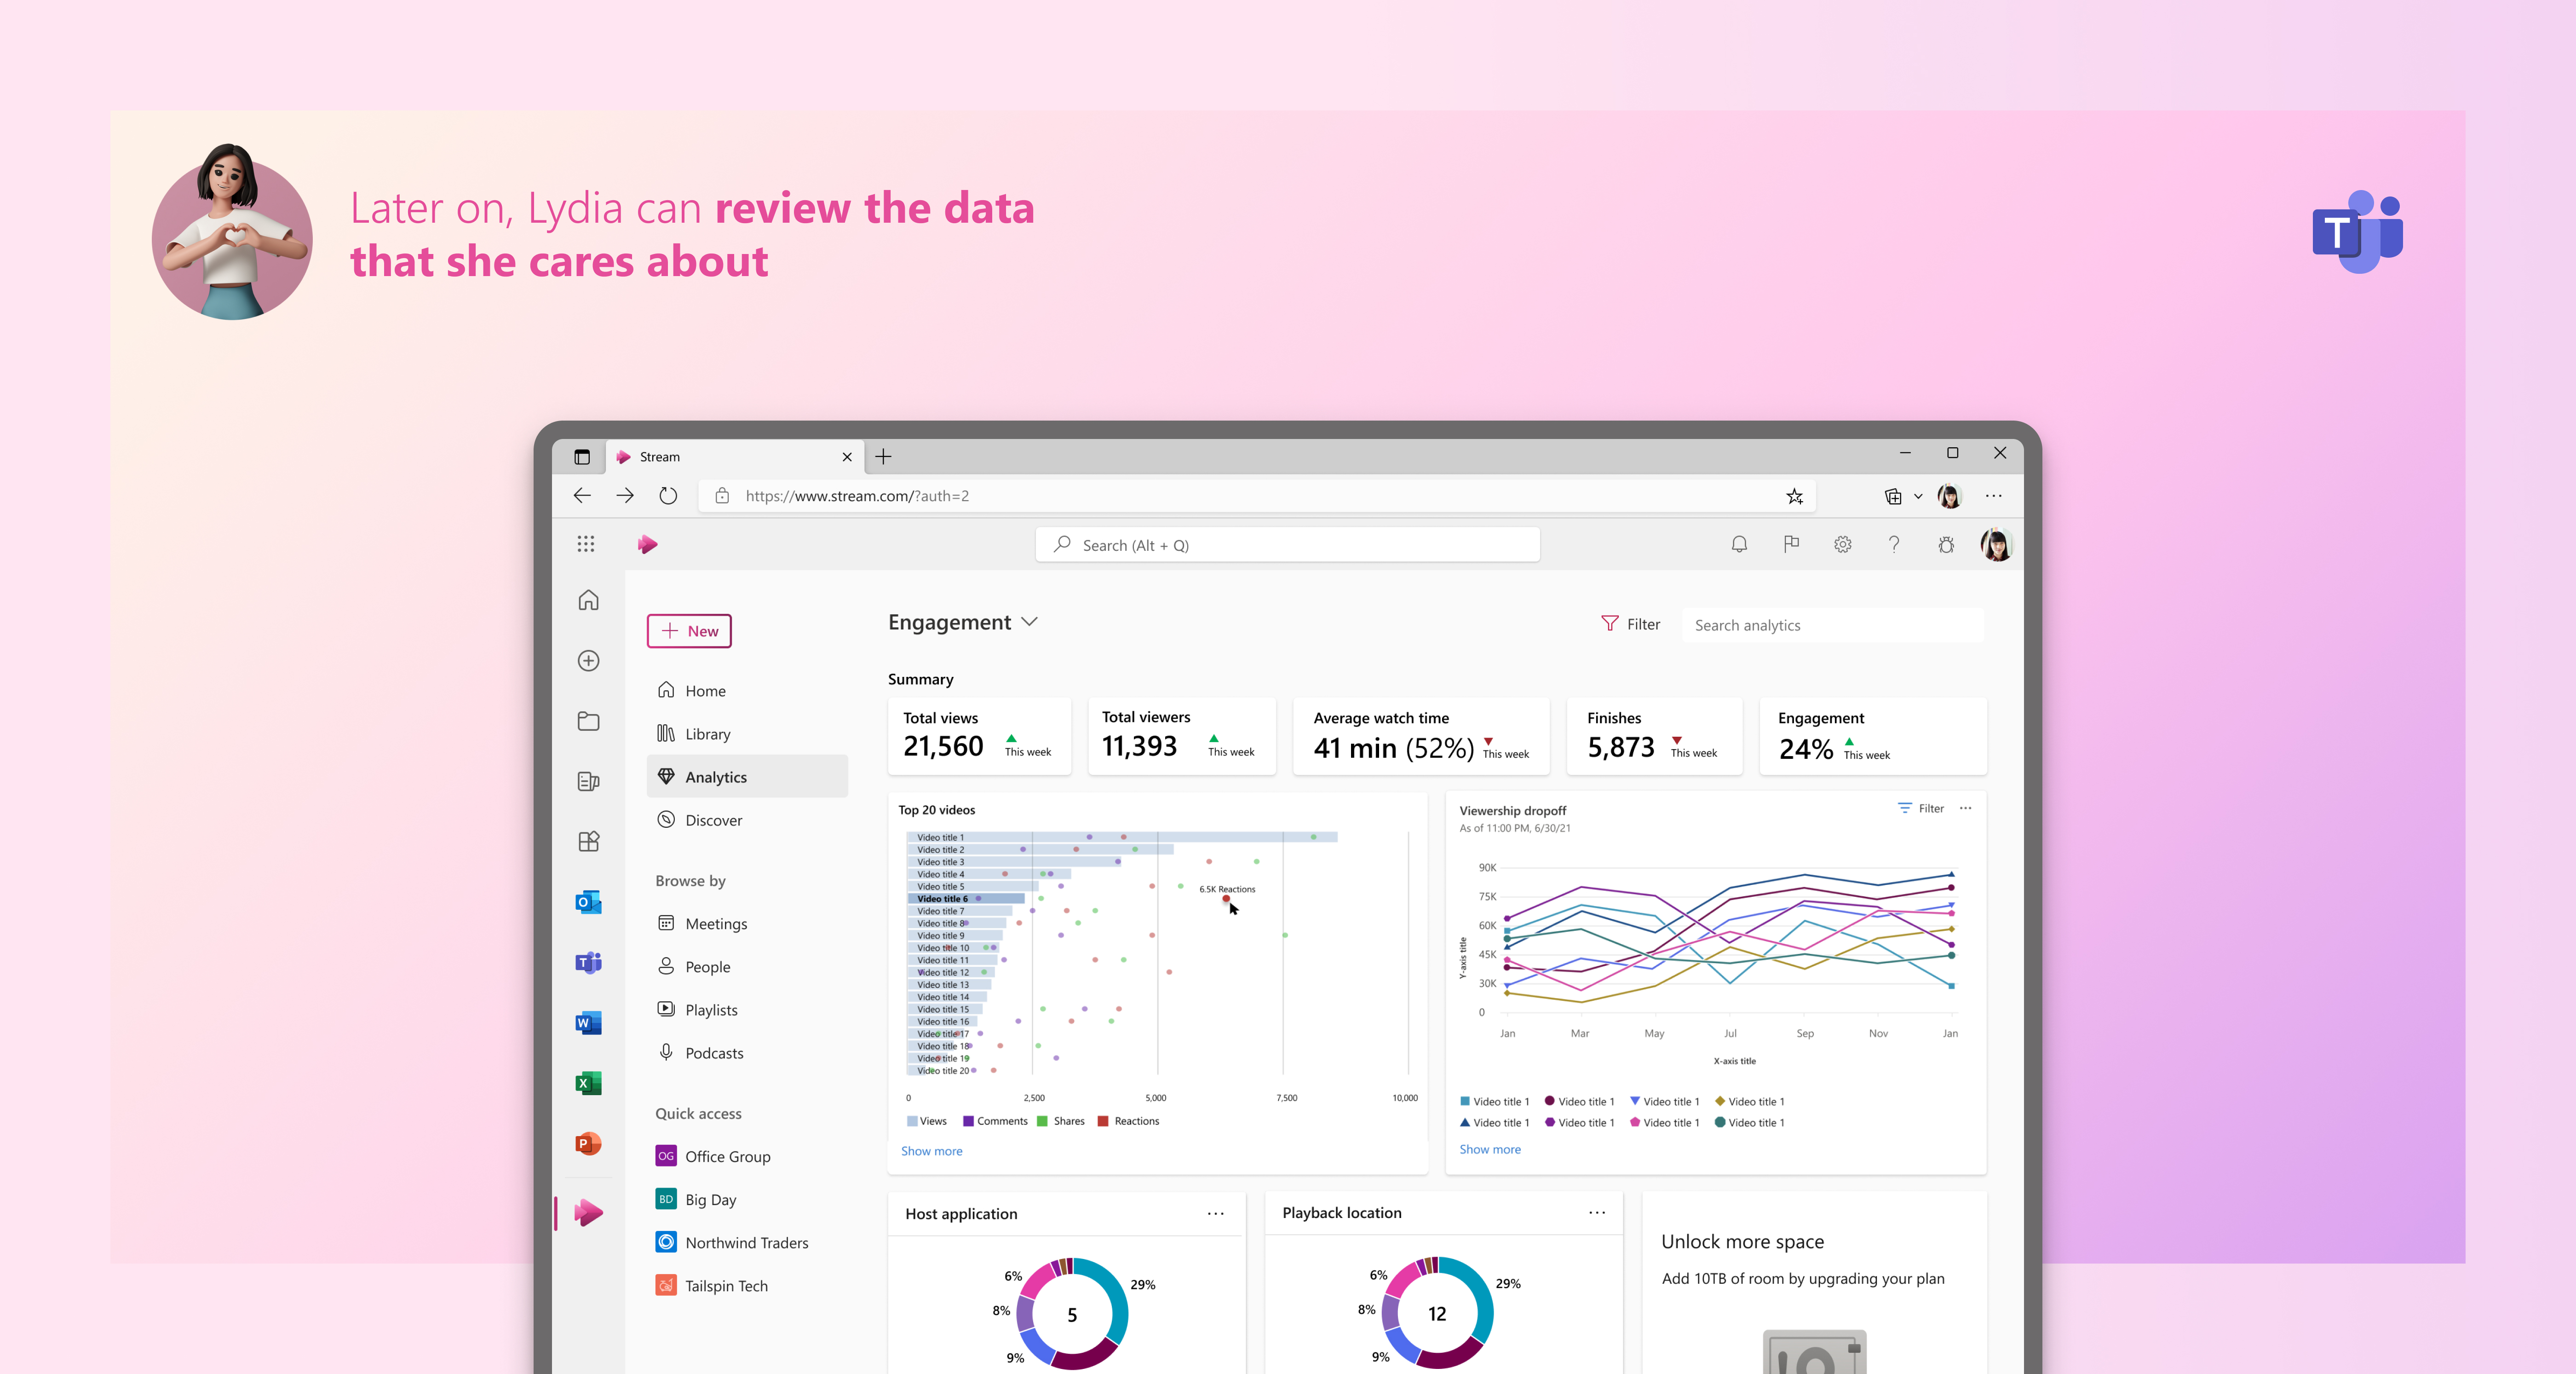 Later on, Lydia can review the data
that she cares about
T
Stream
https://www.stream.com/?auth=2
Search (Alt + Q)
New
Home
Library
Analytics
Discover
Browse by
Meetings
People
Playlists
Podcasts
Quick access
OG Office Group
BD Big Day
Northwind Traders
Tailspin Tech
O
T
W
X
P
Engagement
Filter
Search analytics
Summary
Total views
21,560 This week
Total viewers
11,393 This week
Average watch time
41 min (52%) This week
Finishes
5,873 This week
Engagement
24% This week
Top 20 videos
Video title 1
Video title 2
Video title 3
Video title 4
Video title 5
6.5K Reactions
Video title 6
Video title 7
Video title 8
Video title 9
Video title 10
Video title 11
Video title 12
Video title 13
Video title 14
Video title 15
Video title 16
Video title 17
Video title 18
Video title 19
Video title 20
0 2,500 5,000 7,500 10,000
Views Comments Shares Reactions
Show more
Viewership dropoff
Filter
As of 11:00 PM, 6/30/21
90K
75K
60K
45K
30K
0
Y-axis title
Jan Mar May Jul Sep Nov Jan
X-axis title
Video title 1 Video title 1 Video title 1 Video title 1
Video title 1 Video title 1 Video title 1 Video title 1
Show more
Host application
6% 29%
8% 5
9%
Playback location
6% 29%
8% 12
9%
Unlock more space
Add 10TB of room by upgrading your plan